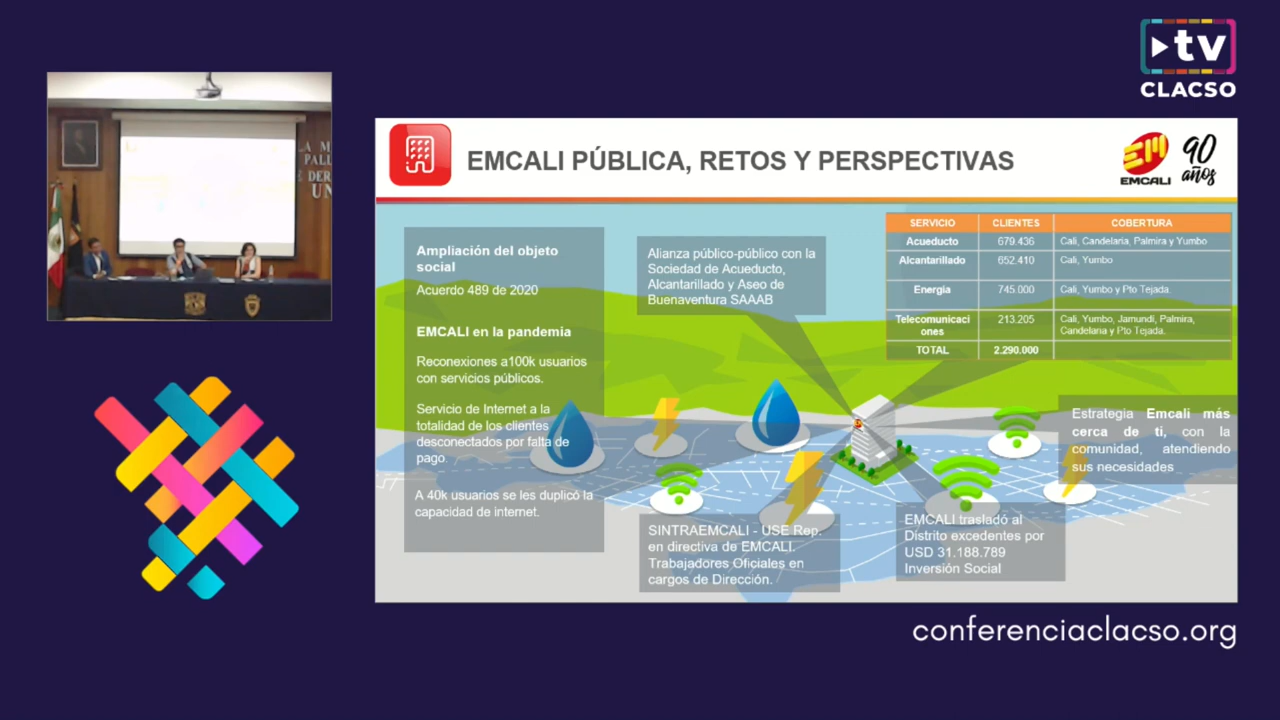 tv
CLACSO
LA M
PALL
E DER
UN
EMCALI PÚBLICA, RETOS Y PERSPECTIVAS
EM
EMCALI
90
años
Ampliación del objeto
social
Acuerdo 489 de 2020
EMCALI en la pandemia
Reconexiones a100k usuarios
con servicios públicos.
Servicio de Internet a la
totalidad de los clientes
desconectados por falta de
pago.
A 40k usuarios se les duplicó la
capacidad de internet.
Alianza público-público con la
Sociedad de Acueducto,
Alcantarillado y Aseo de
Buenaventura SAAAB
SERVICIO CLIENTES COBERTURA
Acueducto 679.436 Cali, Candelaria, Palmira y Yumbo
Alcantarillado 652.410 Cali, Yumbo
Energía 745.000 Cali, Yumbo y Pto Tejada.
Telecomunicaci
ones 213.205 Cali, Yumbo, Jamundí, Palmira,
Candelaria y Pto Tejada.
TOTAL 2.290.000
Estrategia Emcali más
cerca de ti, con la
comunidad, atendiendo
sus necesidades
SINTRAEMCALI - USE Rep.
en directiva de EMCALI.
Trabajadores Oficiales en
cargos de Dirección.
EMCALI trasladó al
Distrito excedentes por
USD 31.188.789
Inversión Social
conferenciaclacso.org